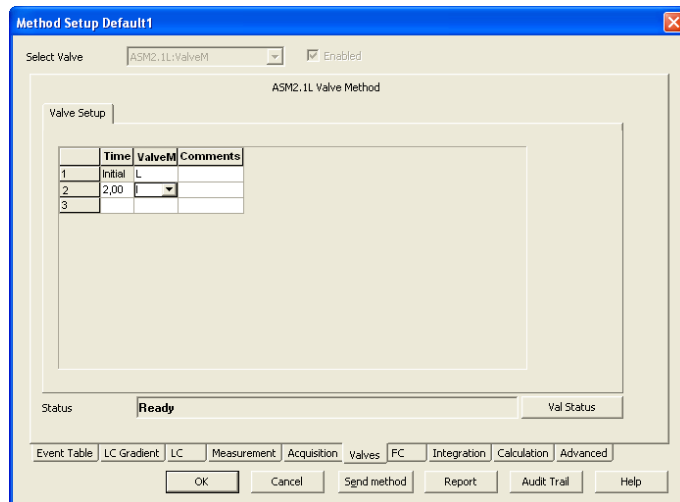 Method Setup Default1
Select Valve ASM2.1L:ValveM Enabled
ASM2.1L Valve Method
Valve Setup
Time ValveM Comments
1 Initial L
2 2,00 I
3
Status Ready Val Status
Event Table LC Gradient LC Measurement Acquisition Valves FC Integration Calculation Advanced
OK Cancel Send method Report Audit Trail Help